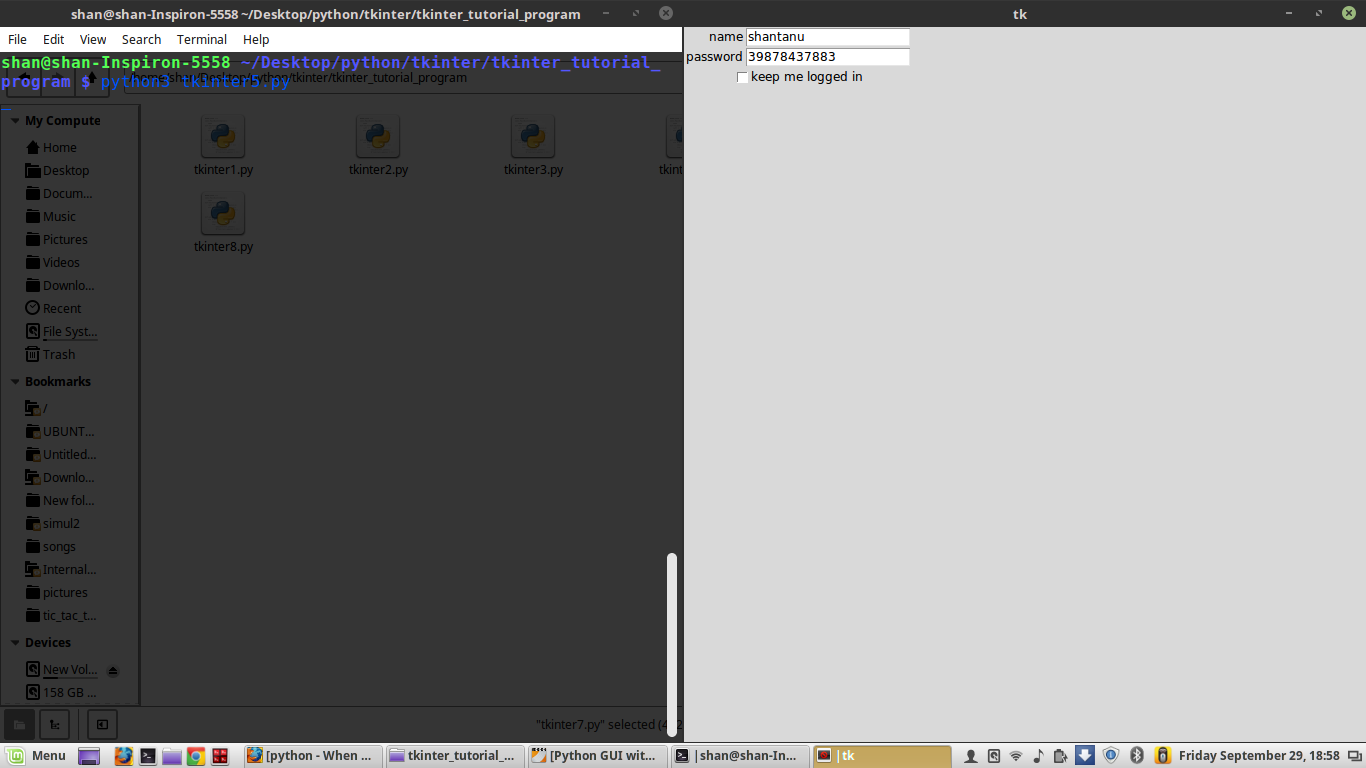 shan@shan-Inspiron-5558 ~/Desktop/python/tkinter/tkinter_tutorial_program
File Edit View Search Terminal Help
shan@shan-Inspiron-5558 ~/Desktop/python/tkinter/tkinter_tutorial_
program $ python3 tkinter5.py
/home/shan/Desktop/python/tkinter/tkinter_tutorial_program
My Compute
Home
Desktop
Docum...
Music
Pictures
Videos
Downlo...
Recent
File Syst...
Trash
Bookmarks
/
UBUNT...
Untitled...
Downlo...
New fol...
simul2
songs
Internal...
pictures
tic_tac_t...
Devices
New Vol...
158 GB ...
tkinter1.py
tkinter2.py
tkinter3.py
tkint
tkinter8.py
"tkinter7.py" selected (4
tk
name shantanu
password 39878437883
keep me logged in
Menu
[python - When ...
tkinter_tutorial_...
[Python GUI wit...
|shan@shan-In...
|tk
Friday September 29, 18:58